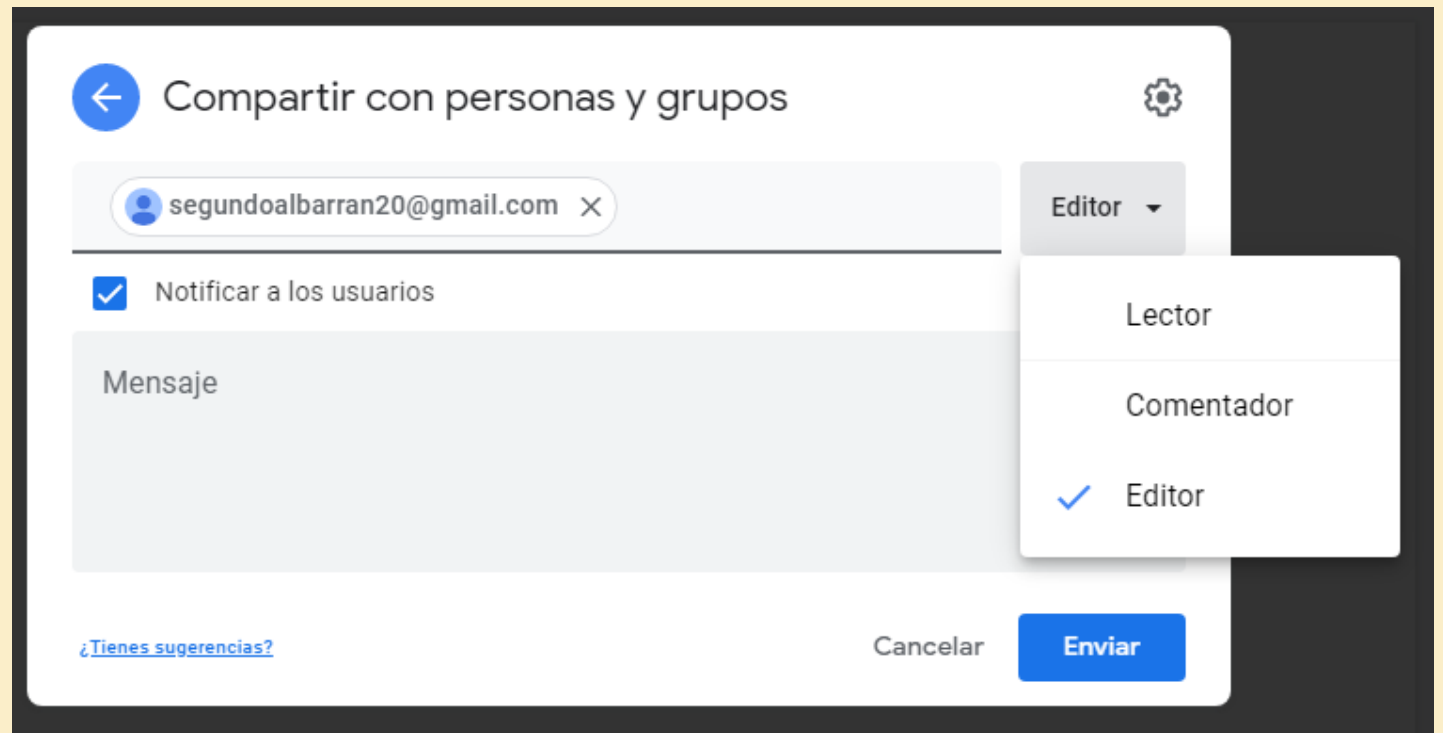 Compartir con personas y grupos
segundoalbarran20@gmail.com
Editor
Notificar a los usuarios
Lector
Mensaje
Comentador
Editor
¿Tienes sugerencias?
Cancelar
Enviar